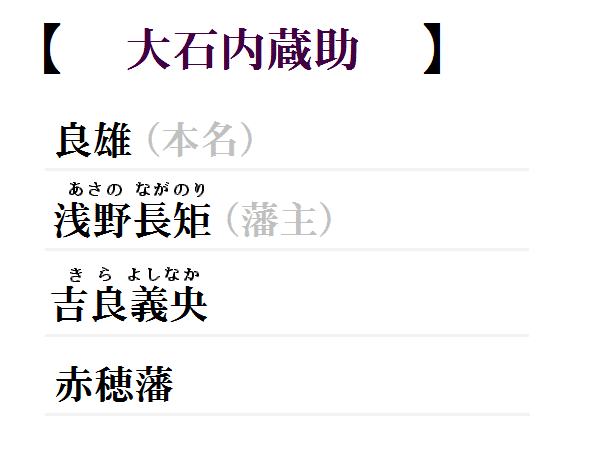 【 大石内蔵助 】
良雄（本名）
あさの ながのり
浅野長矩（藩主）
きら よしなか
吉良義央
赤穂藩